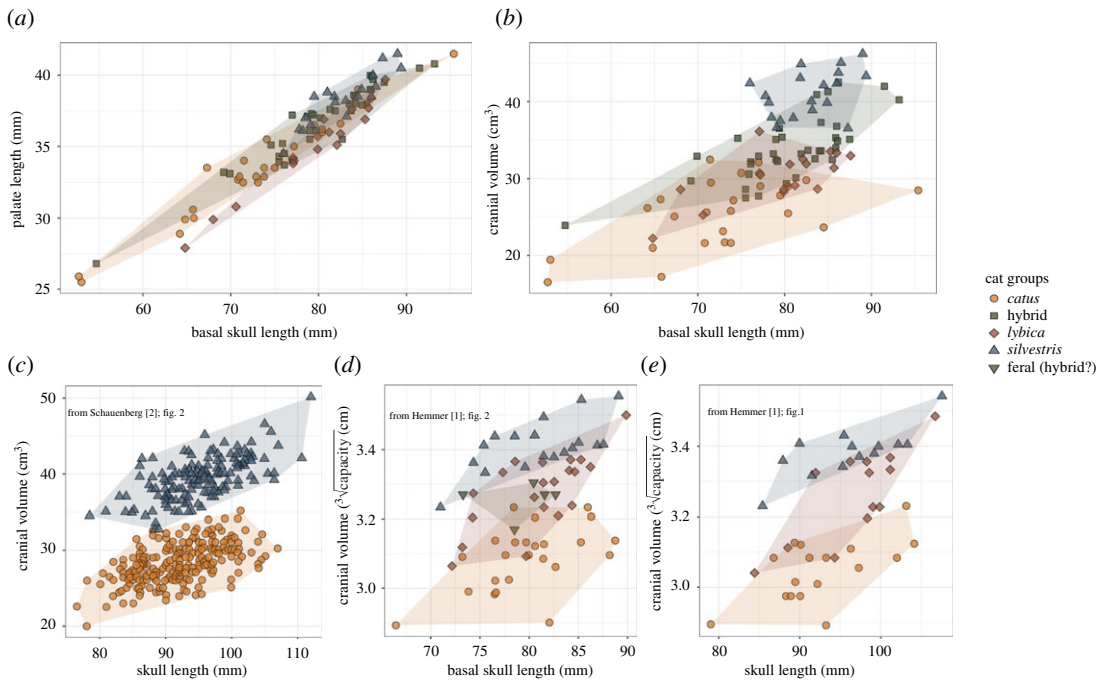 (a)
(b)
palate length (mm)
40
35
30
25
60
70
80
90
basal skull length (mm)
cranial volume (cm³)
40
30
20
60
70
80
90
basal skull length (mm)
cat groups
catus
hybrid
lybica
silvestris
feral (hybrid?)
(c)
(d)
(e)
from Schauenberg [2]; fig. 2
cranial volume (cm³)
50
40
30
20
80
90
100
110
skull length (mm)
from Hemmer [1]; fig. 2
cranial volume (³√capacity (cm)
3.4
3.2
3.0
70
75
80
85
90
basal skull length (mm)
from Hemmer [1]; fig.1
cranial volume (³√capacity (cm)
3.4
3.2
3.0
80
90
100
skull length (mm)